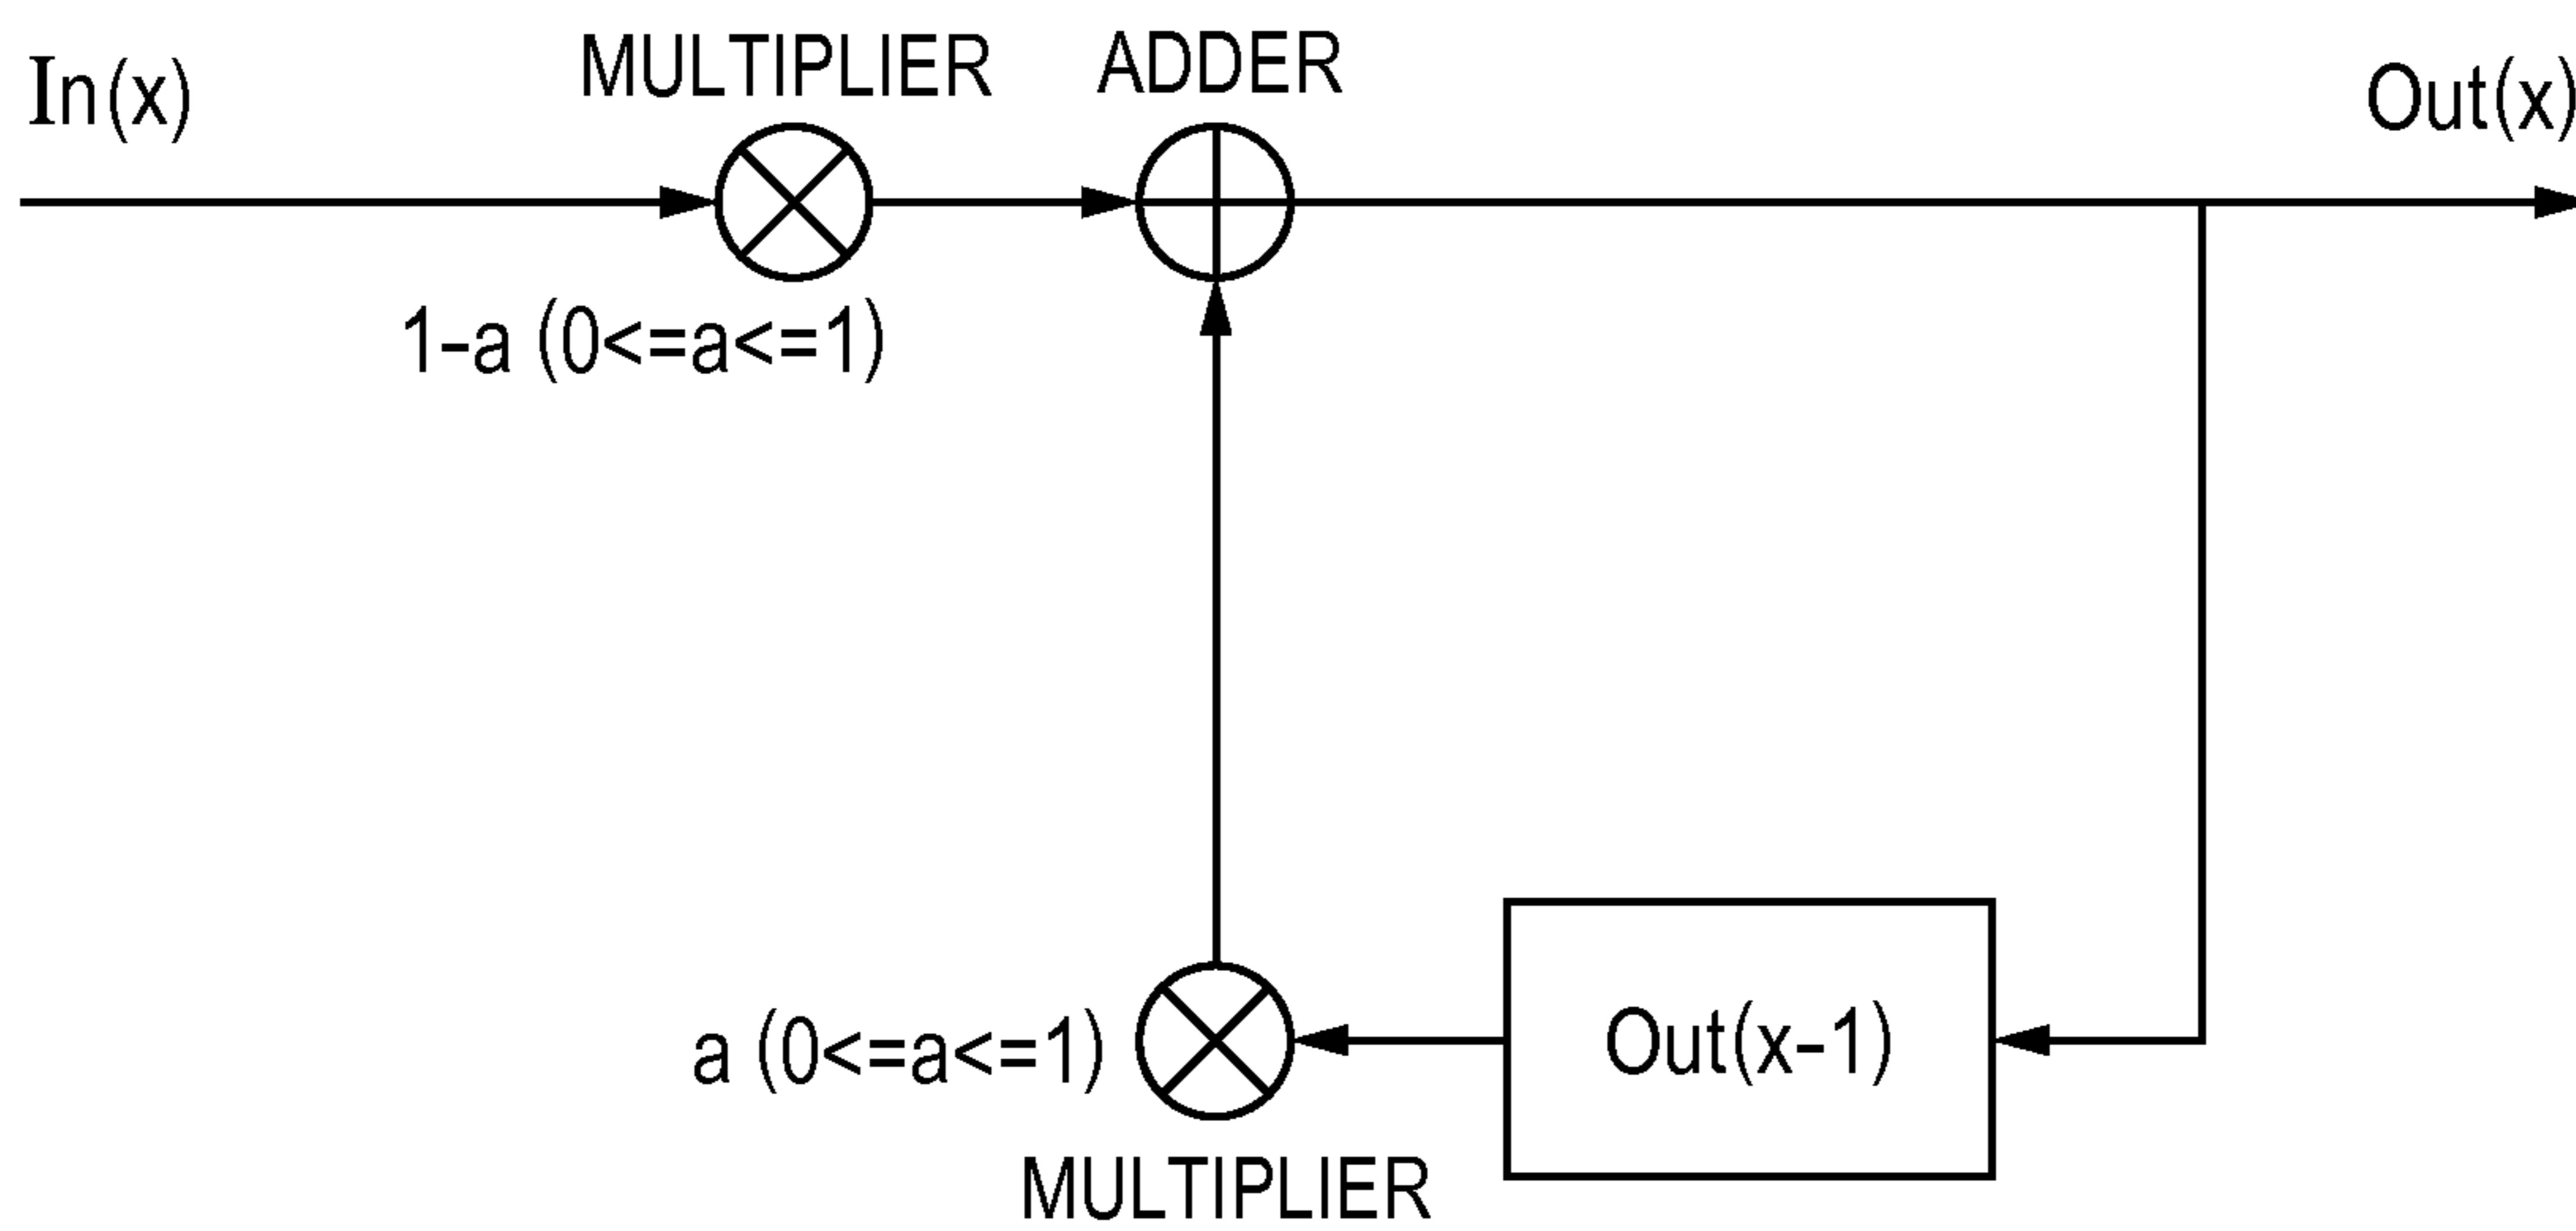 In(x)
MULTIPLIER
ADDER
Out(x)
1-a (0<=a<=1)
a (0<=a<=1)
Out(x-1)
MULTIPLIER